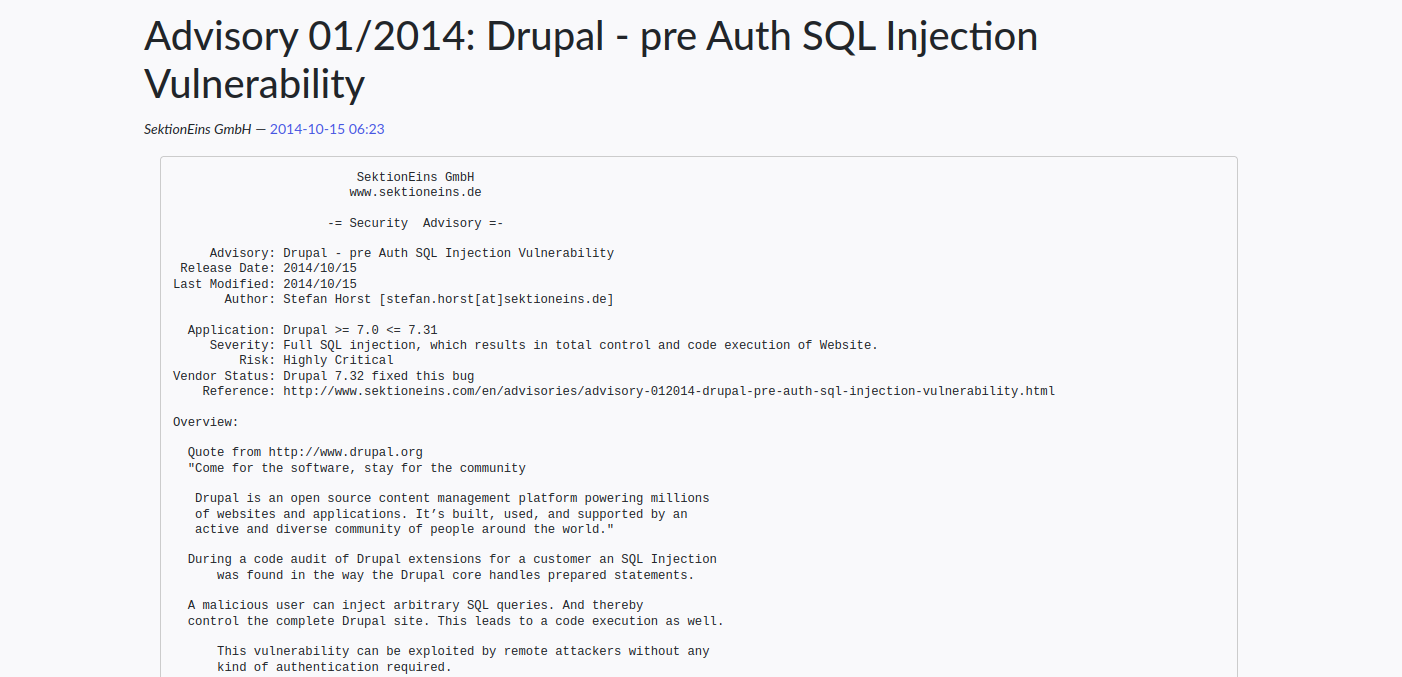 Advisory 01/2014: Drupal - pre Auth SQL Injection
Vulnerability
SektionEins GmbH — 2014-10-15 06:23
SektionEins GmbH
www.sektioneins.de
-= Security  Advisory =-
Advisory: Drupal - pre Auth SQL Injection Vulnerability
Release Date: 2014/10/15
Last Modified: 2014/10/15
Author: Stefan Horst [stefan.horst[at]sektioneins.de]
Application: Drupal >= 7.0 <= 7.31
Severity: Full SQL injection, which results in total control and code execution of Website.
Risk: Highly Critical
Vendor Status: Drupal 7.32 fixed this bug
Reference: http://www.sektioneins.com/en/advisories/advisory-012014-drupal-pre-auth-sql-injection-vulnerability.html
Overview:
Quote from http://www.drupal.org
"Come for the software, stay for the community
Drupal is an open source content management platform powering millions
of websites and applications. It’s built, used, and supported by an
active and diverse community of people around the world."
During a code audit of Drupal extensions for a customer an SQL Injection
was found in the way the Drupal core handles prepared statements.
A malicious user can inject arbitrary SQL queries. And thereby
control the complete Drupal site. This leads to a code execution as well.
This vulnerability can be exploited by remote attackers without any
kind of authentication required.